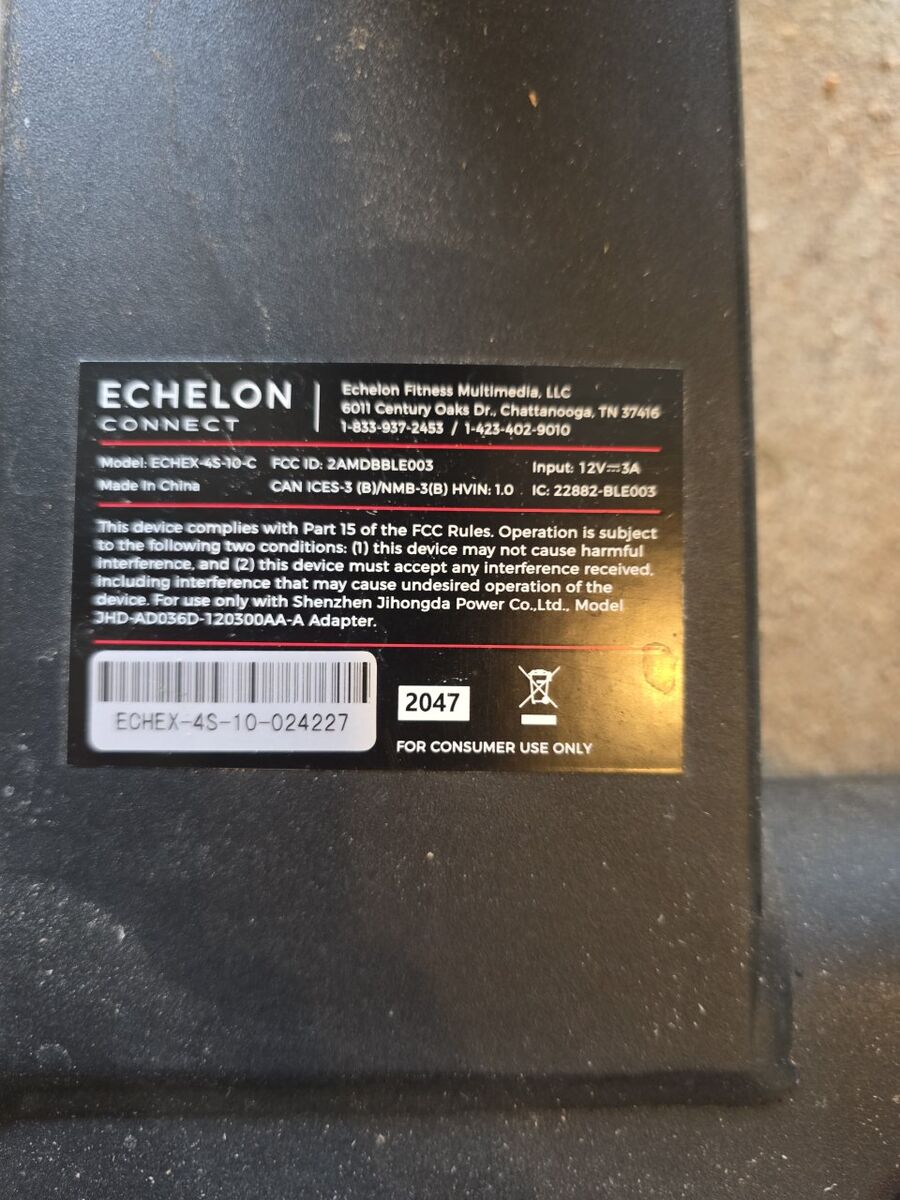 ECHELON
CONNECT
Echelon Fitness Multimedia, LLC
6011 Century Oaks Dr., Chattanooga, TN 37416
1-833-937-2453 / 1-423-402-9010
Model: ECHEX-4S-10-C FCC ID: 2AMDBBLE003 Input: 12V⎓3A
Made In China CAN ICES-3 (B)/NMB-3(B) HVIN: 1.0 IC: 22882-BLE003
This device complies with Part 15 of the FCC Rules. Operation is subject
to the following two conditions: (1) this device may not cause harmful
interference, and (2) this device must accept any interference received,
including interference that may cause undesired operation of the
device. For use only with Shenzhen Jihongda Power Co.,Ltd., Model
JHD-AD036D-120300AA-A Adapter.
ECHEX-4S-10-024227
2047
FOR CONSUMER USE ONLY